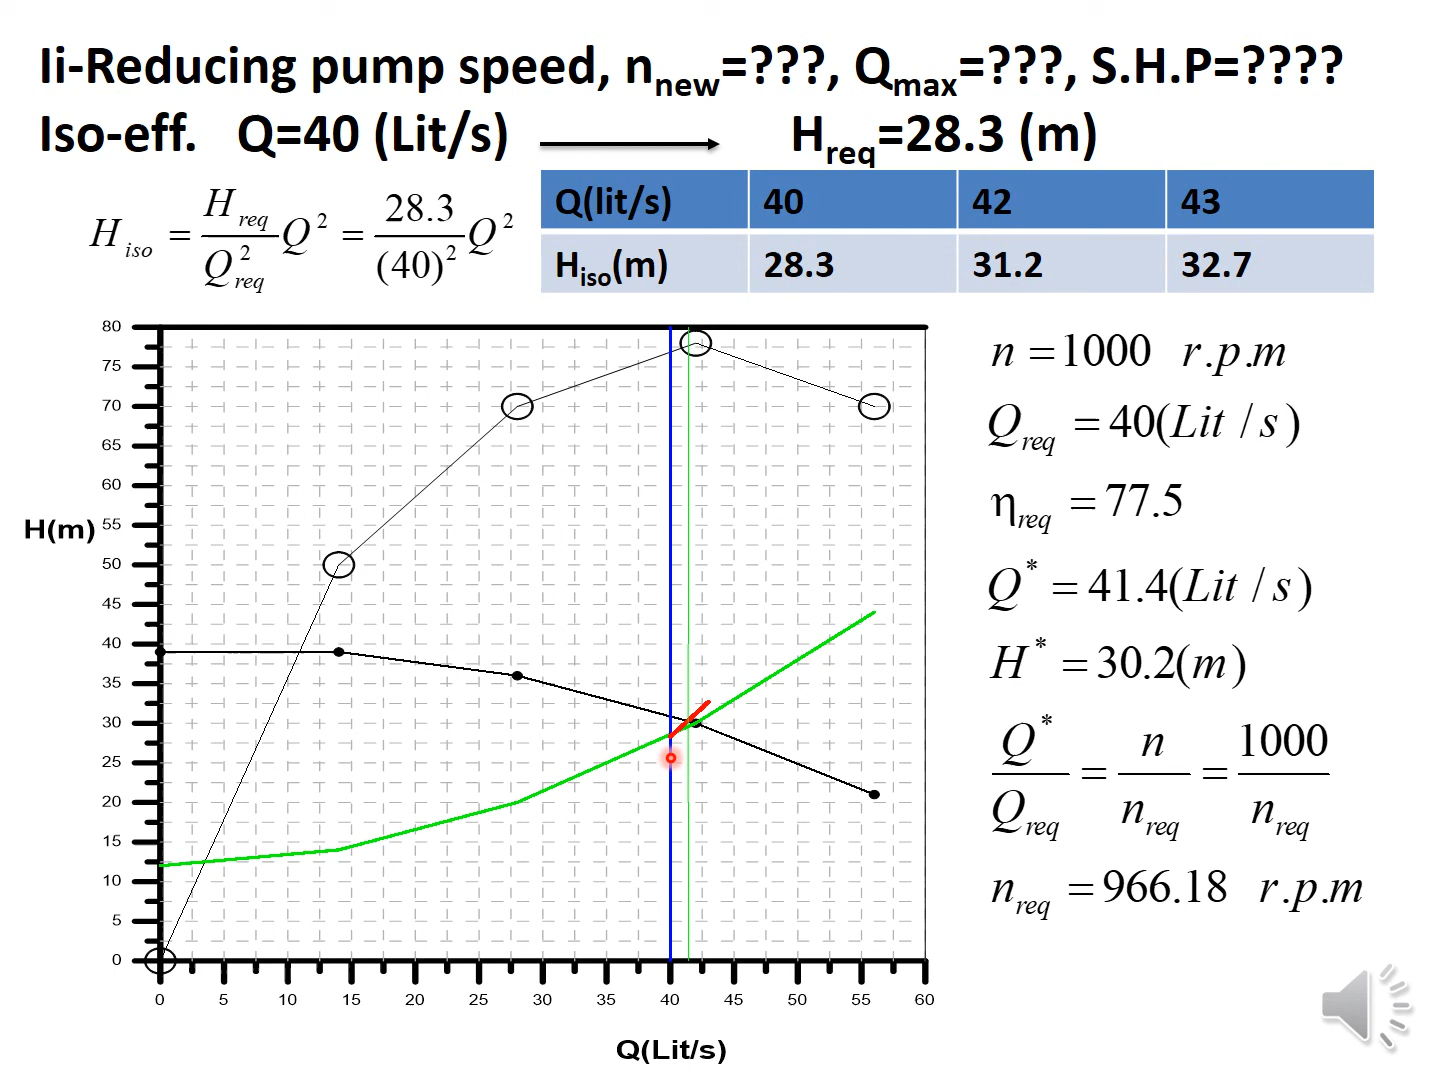 Ii-Reducing pump speed, nnew=???, Qmax=???, S.H.P=????
Iso-eff. Q=40 (Lit/s) Hreq=28.3 (m)
H iso = H req / Q²req Q² = 28.3 / (40)² Q²
Q(lit/s) 40 42 43
Hiso(m) 28.3 31.2 32.7
80
75
70
65
60
55
50
45
40
35
30
25
20
15
10
5
0
H(m)
0 5 10 15 20 25 30 35 40 45 50 55 60
Q(Lit/s)
n = 1000 r.p.m
Qreq = 40(Lit / s)
ηreq = 77.5
Q* = 41.4(Lit / s)
H* = 30.2(m)
Q* / Qreq = n / nreq = 1000 / nreq
nreq = 966.18 r.p.m